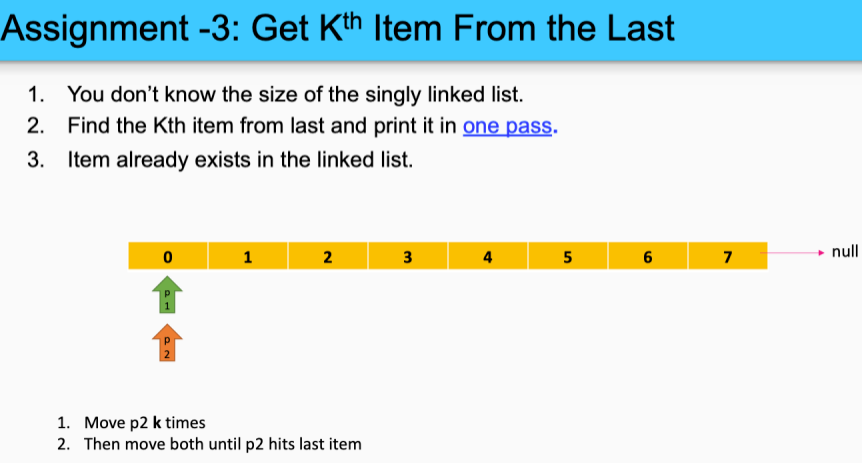 Assignment -3: Get Kth Item From the Last
1. You don't know the size of the singly linked list.
2. Find the Kth item from last and print it in one pass.
3. Item already exists in the linked list.
0 1 2 3 4 5 6 7 null
P
1
P
2
1. Move p2 k times
2. Then move both until p2 hits last item